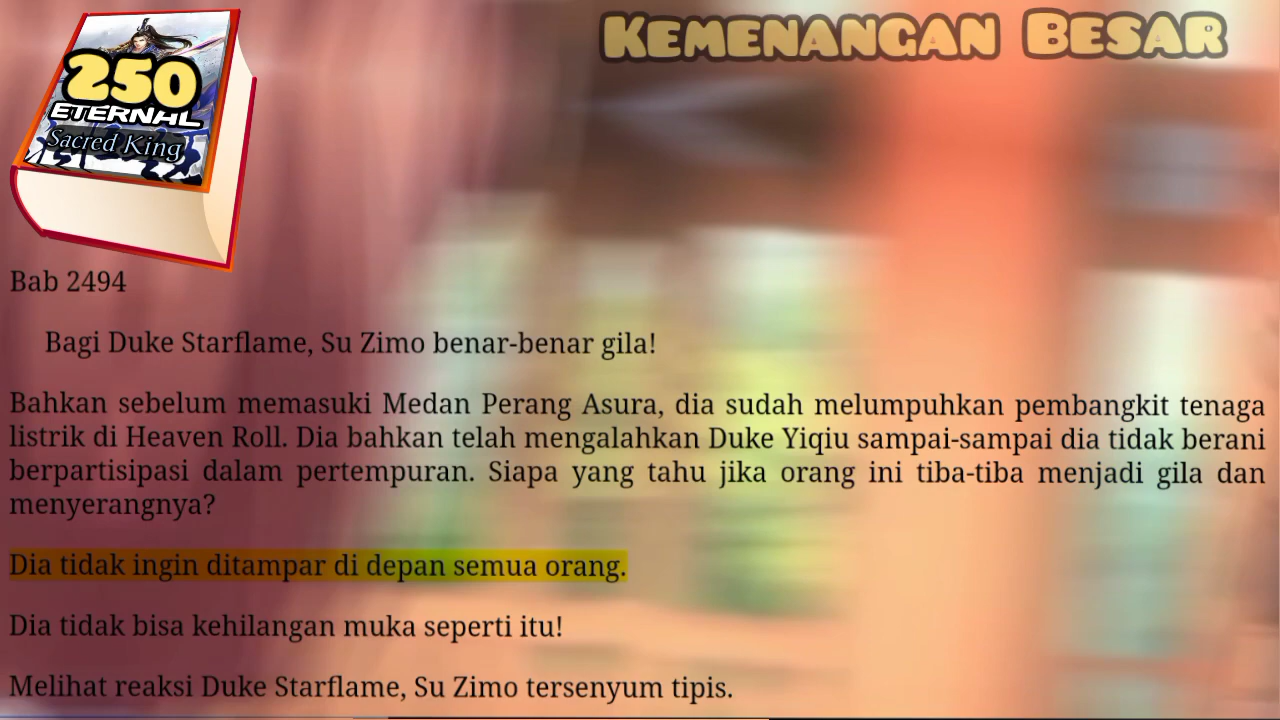 Kemenangan Besar
250
ETERNAL
Sacred King
Bab 2494
Bagi Duke Starflame, Su Zimo benar-benar gila!
Bahkan sebelum memasuki Medan Perang Asura, dia sudah melumpuhkan pembangkit tenaga
listrik di Heaven Roll. Dia bahkan telah mengalahkan Duke Yiqiu sampai-sampai dia tidak berani
berpartisipasi dalam pertempuran. Siapa yang tahu jika orang ini tiba-tiba menjadi gila dan
menyerangnya?
Dia tidak ingin ditampar di depan semua orang.
Dia tidak bisa kehilangan muka seperti itu!
Melihat reaksi Duke Starflame, Su Zimo tersenyum tipis.